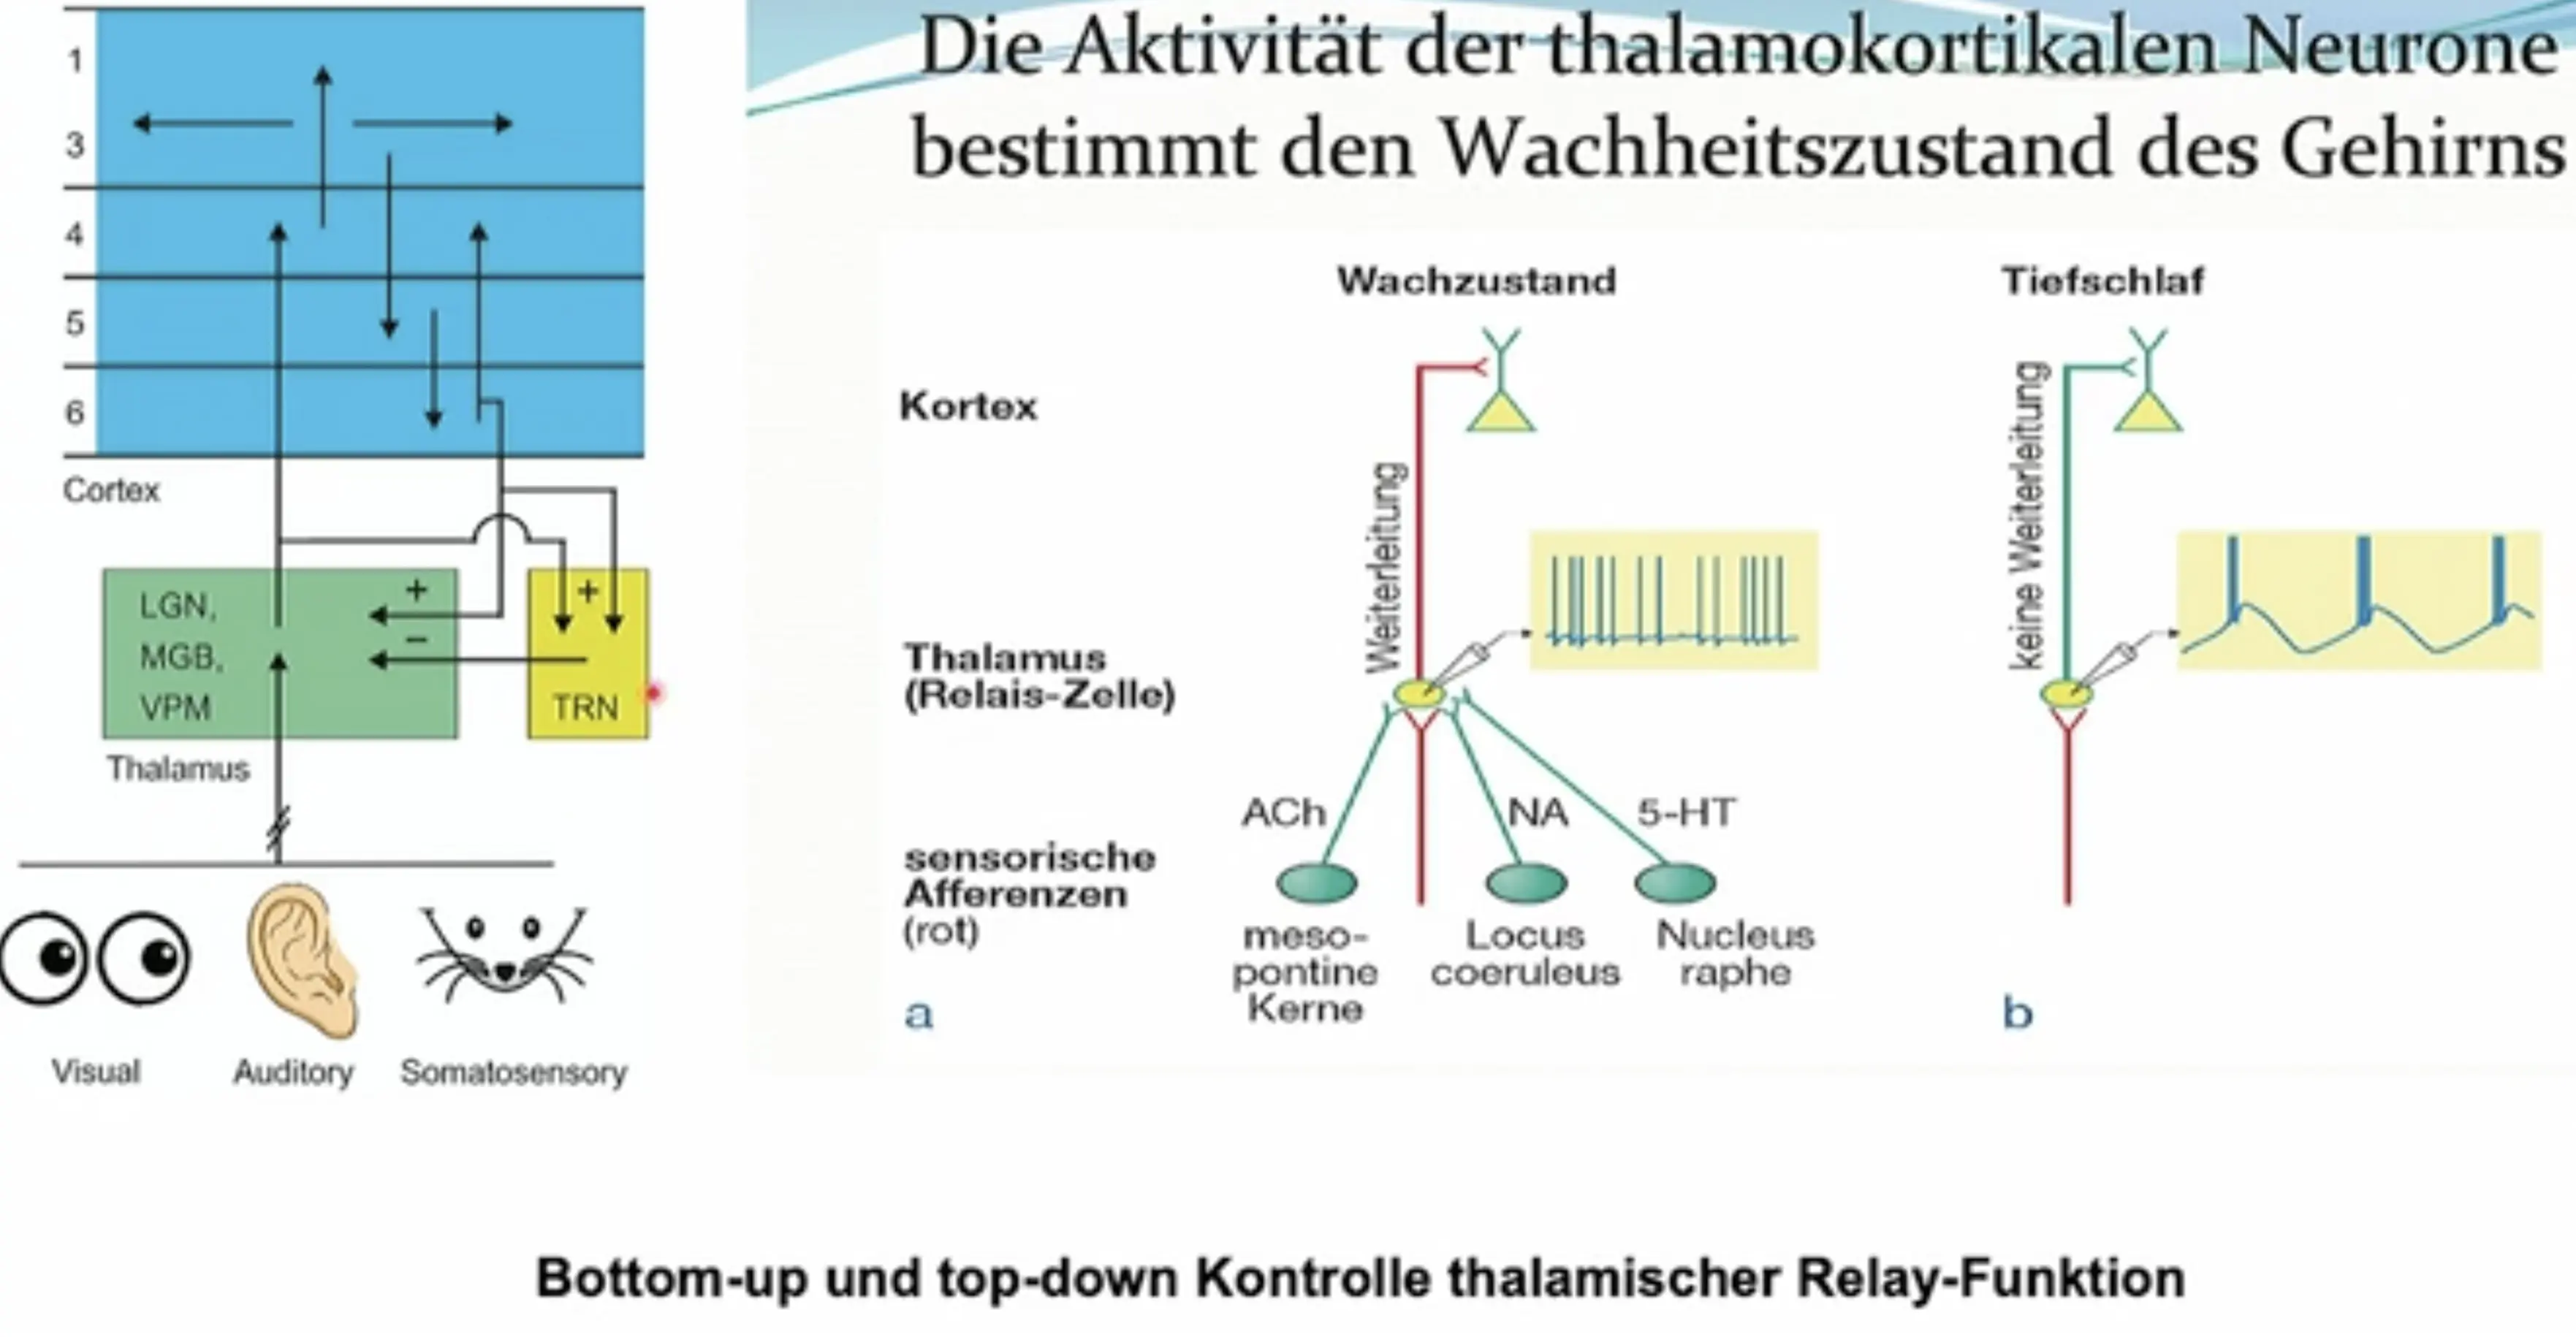 1
3
4
5
6
Cortex
LGN,
MGB,
VPM
+
−
+
TRN
Thalamus
Visual
Auditory
Somatosensory
Die Aktivität der thalamokortikalen Neurone
bestimmt den Wachheitszustand des Gehirns
Wachzustand
Tiefschlaf
Kortex
Weiterleitung
keine Weiterleitung
Thalamus
(Relais-Zelle)
ACh
NA
5-HT
sensorische
Afferenzen
(rot)
meso-
pontine
Kerne
Locus
coeruleus
Nucleus
raphe
a
b
Bottom-up und top-down Kontrolle thalamischer Relay-Funktion